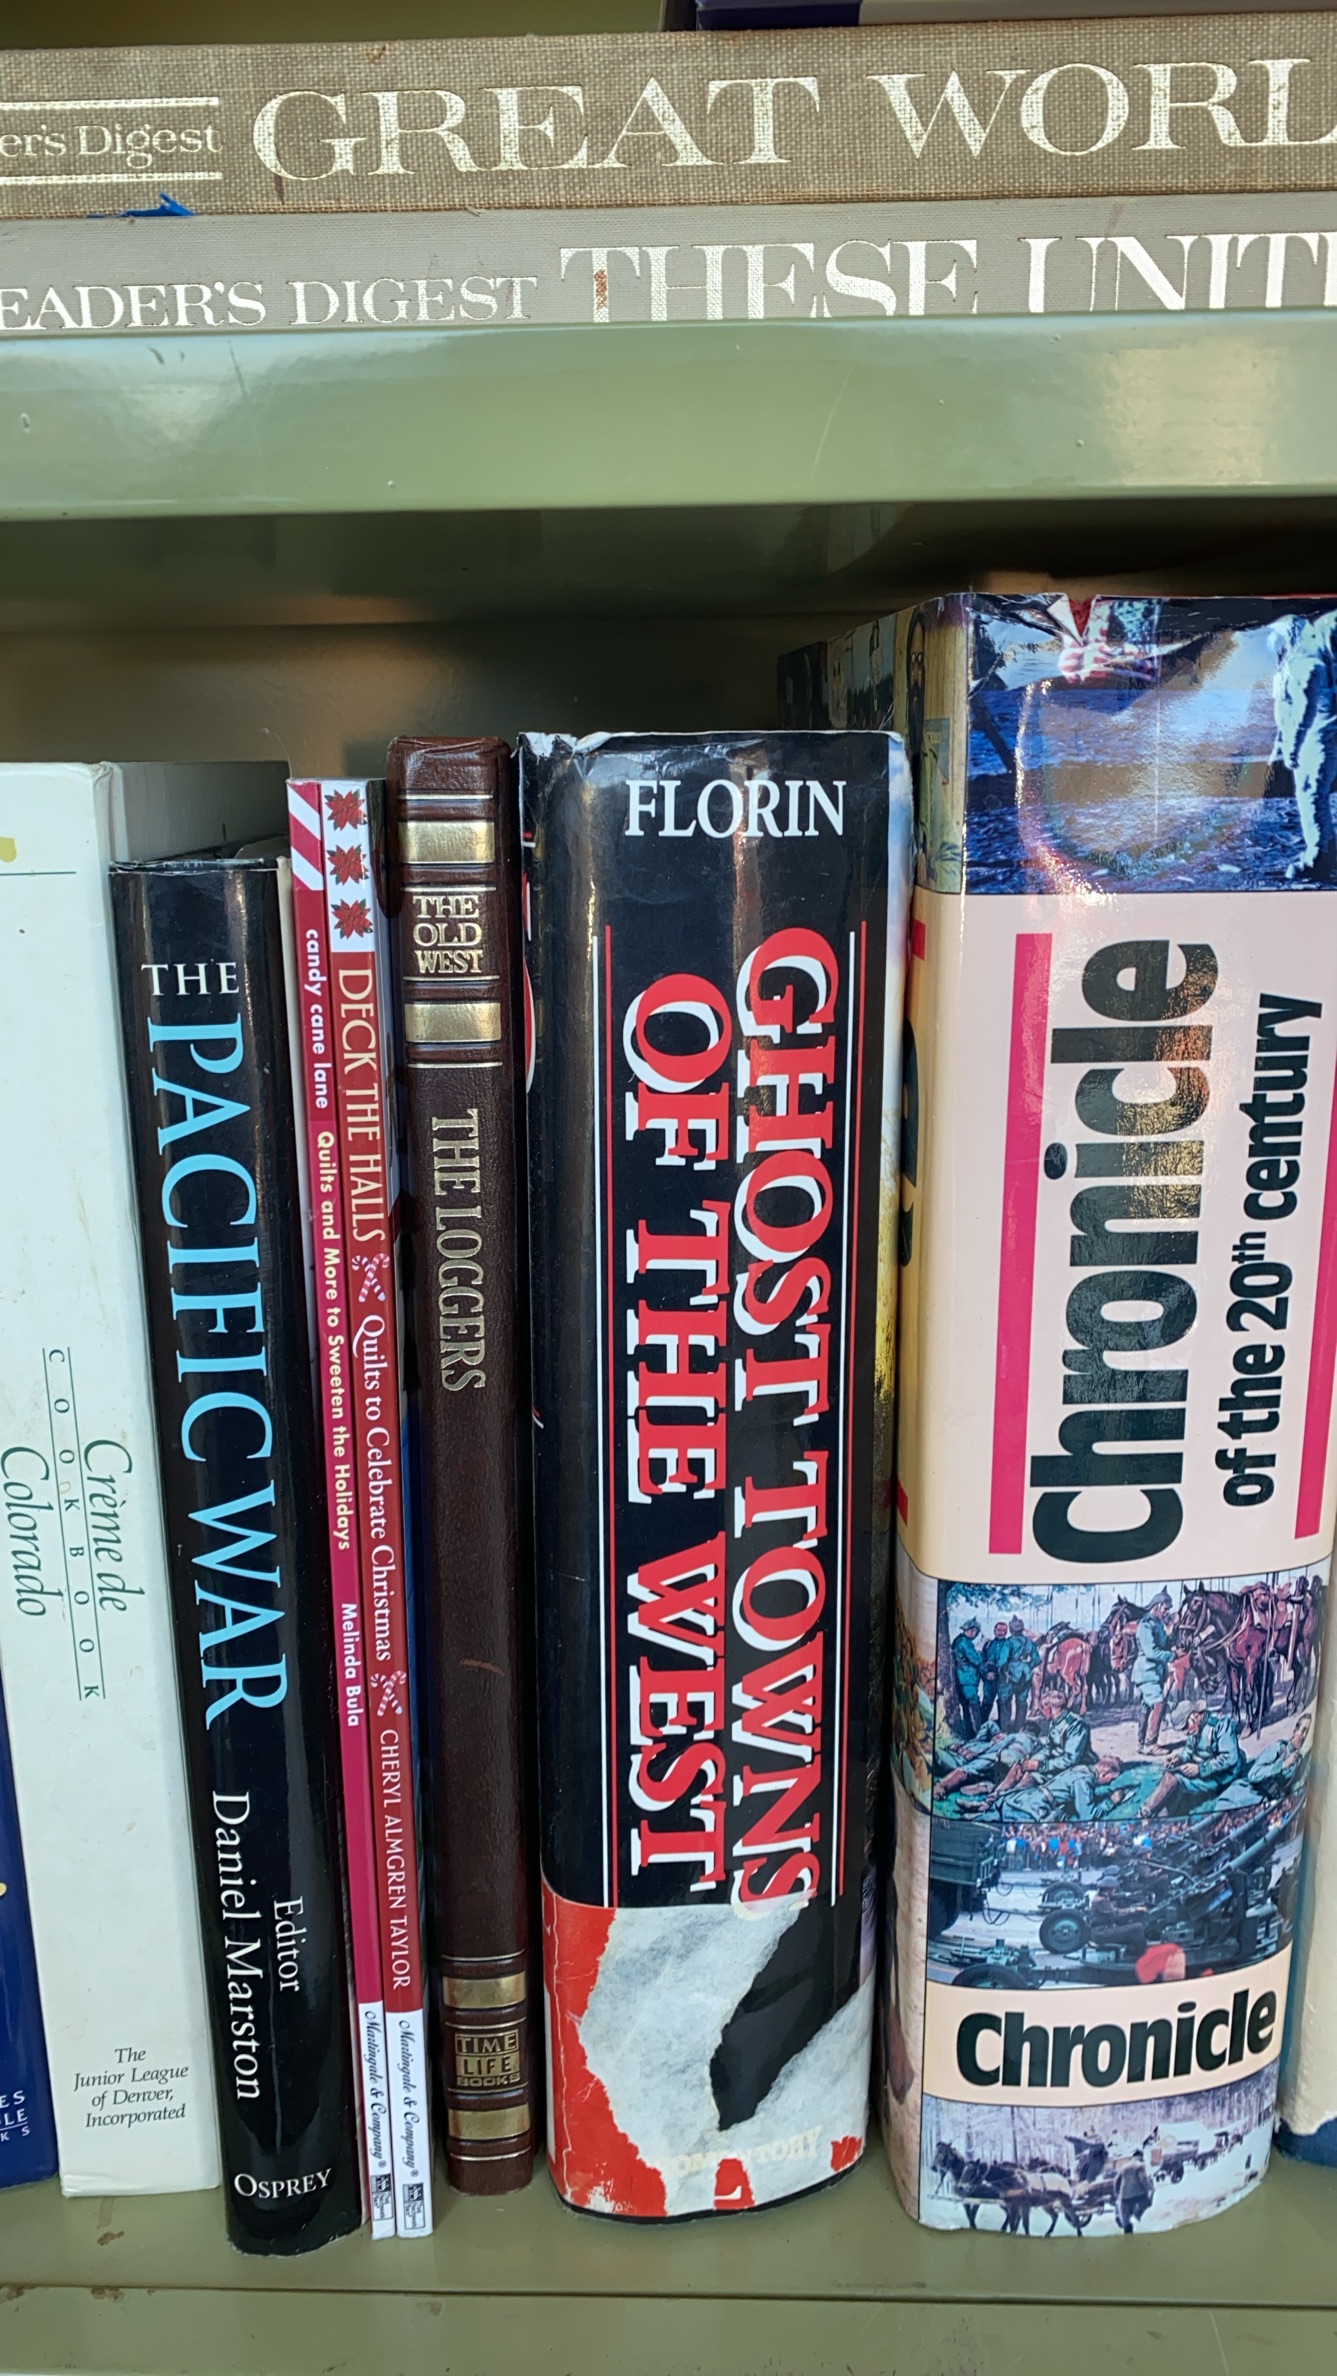 er's Digest GREAT WORL
EADER'S DIGEST THESE UNITE
Crème de
Colorado
COOKBOOK
The
Junior League
of Denver,
Incorporated
THE
PACIFIC WAR
Editor
Daniel Marston
OSPREY
candy cane lane Quilts and More to Sweeten the Holidays Melinda Bula
Martingale & Company®
DECK THE HALLS Quilts to Celebrate Christmas CHERYL ALMGREN TAYLOR
Martingale & Company®
THE
OLD
WEST
THE LOGGERS
TIME
LIFE
BOOKS
FLORIN
GHOST TOWNS
OF THE WEST
Chronicle
of the 20th century
Chronicle